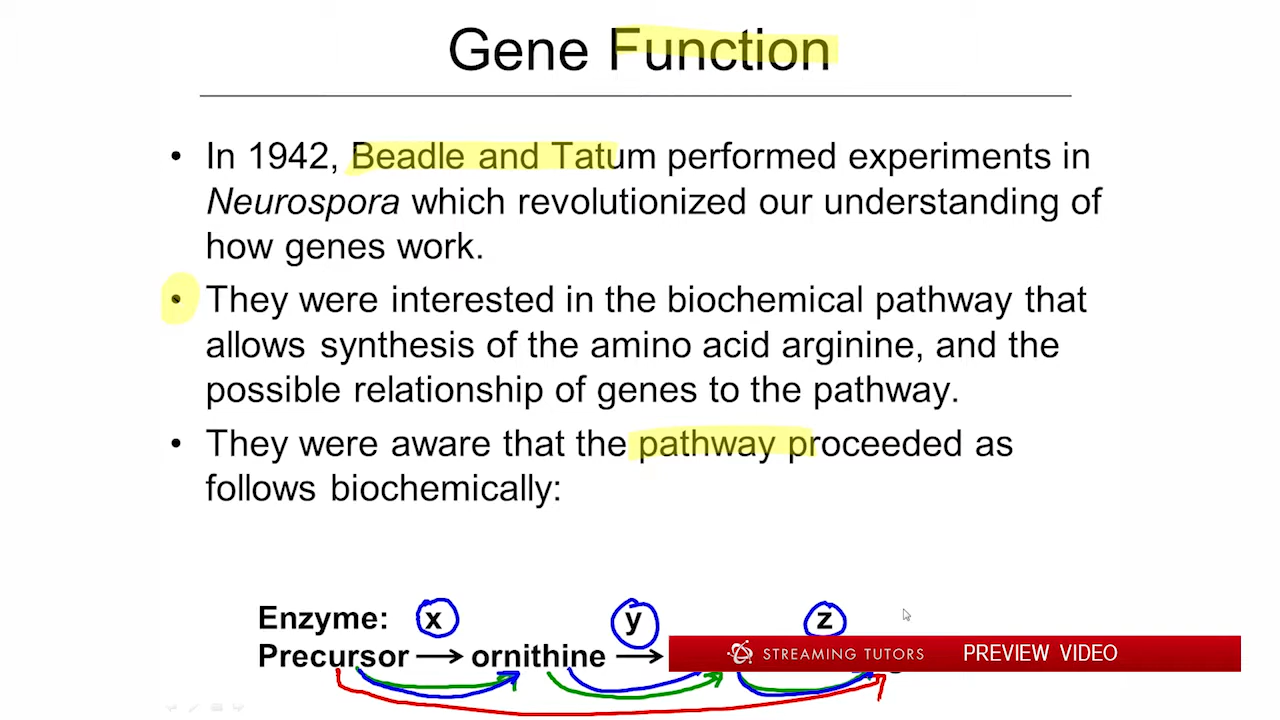 Gene Function
• In 1942, Beadle and Tatum performed experiments in
Neurospora which revolutionized our understanding of
how genes work.
• They were interested in the biochemical pathway that
allows synthesis of the amino acid arginine, and the
possible relationship of genes to the pathway.
• They were aware that the pathway proceeded as
follows biochemically:
Enzyme: x y z
Precursor → ornithine →
STREAMING TUTORS PREVIEW VIDEO